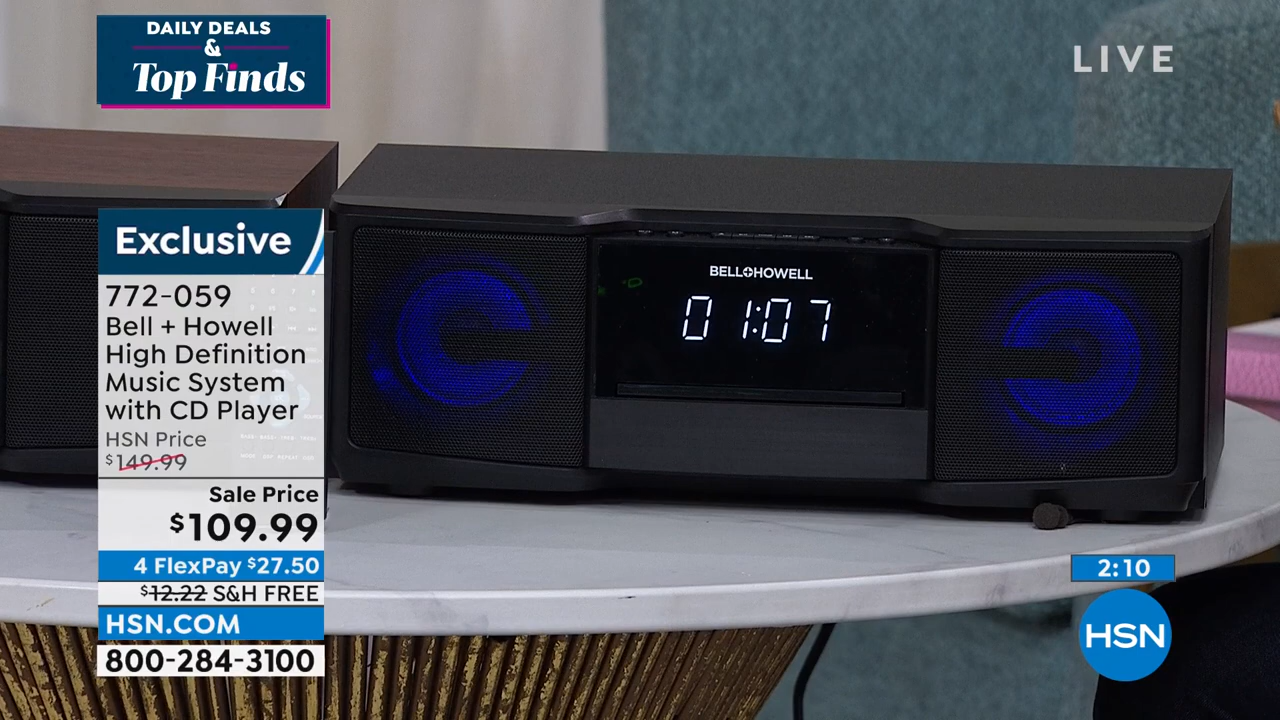 DAILY DEALS
&
Top Finds
LIVE
Exclusive
772-059
Bell + Howell
High Definition
Music System
with CD Player
HSN Price
$149.99
Sale Price
$109.99
4 FlexPay $27.50
$12.22 S&H FREE
HSN.COM
800-284-3100
BELL+HOWELL
01:07
2:10
HSN